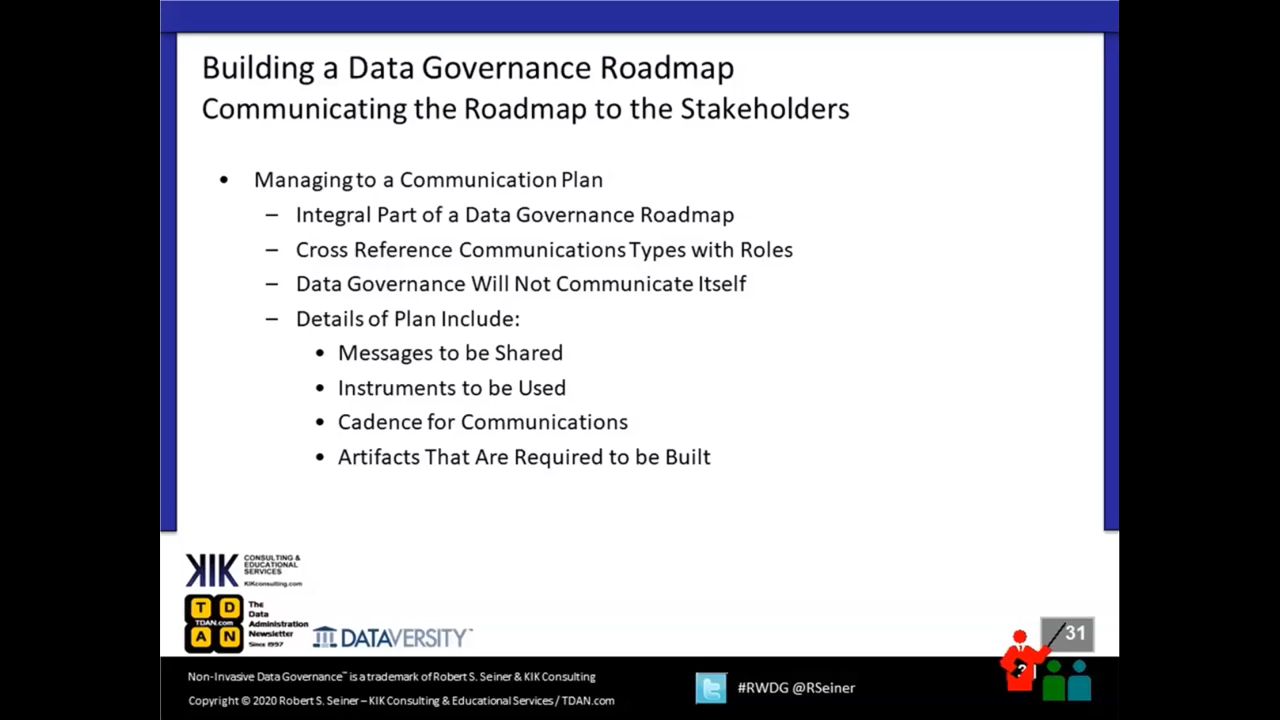 Building a Data Governance Roadmap
Communicating the Roadmap to the Stakeholders
• Managing to a Communication Plan
– Integral Part of a Data Governance Roadmap
– Cross Reference Communications Types with Roles
– Data Governance Will Not Communicate Itself
– Details of Plan Include:
• Messages to be Shared
• Instruments to be Used
• Cadence for Communications
• Artifacts That Are Required to be Built
KIK CONSULTING &
EDUCATIONAL
SERVICES
KIKconsulting.com
T D
TDAN.com
A N
The
Data
Administration
Newsletter
Since 1997
DATAVERSITY™
31
Non-Invasive Data Governance™ is a trademark of Robert S. Seiner & KIK Consulting
Copyright © 2020 Robert S. Seiner – KIK Consulting & Educational Services / TDAN.com
#RWDG @RSeiner